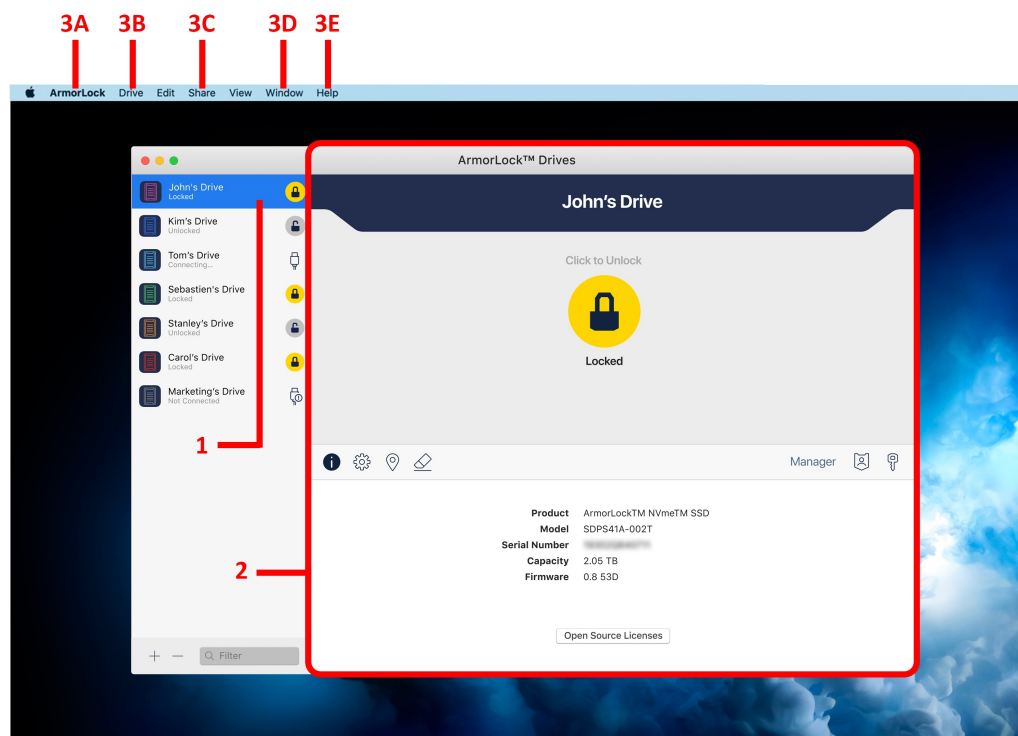 3A 3B 3C 3D 3E
ArmorLock Drive Edit Share View Window Help
ArmorLock™ Drives
John's Drive
Locked
Kim's Drive
Unlocked
Tom's Drive
Connecting...
Sebastien's Drive
Locked
Stanley's Drive
Unlocked
Carol's Drive
Locked
Marketing's Drive
Not Connected
1
2
Filter
John's Drive
Click to Unlock
Locked
Manager
Product ArmorLockTM NVmeTM SSD
Model SDPS41A-002T
Serial Number
Capacity 2.05 TB
Firmware 0.8 53D
Open Source Licenses